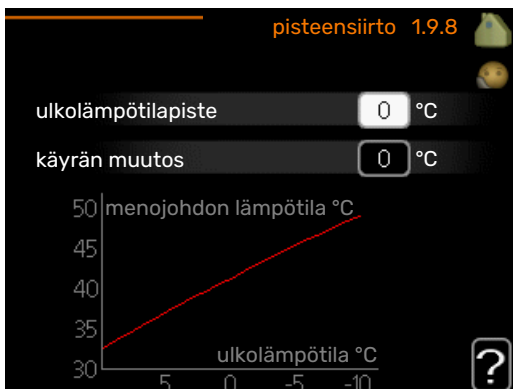 pisteensiirto 1.9.8
ulkolämpötilapiste 0 °C
käyrän muutos 0 °C
50 menojohdon lämpötila °C
45
40
35
ulkolämpötila °C
30
5 0 -5 -10
?